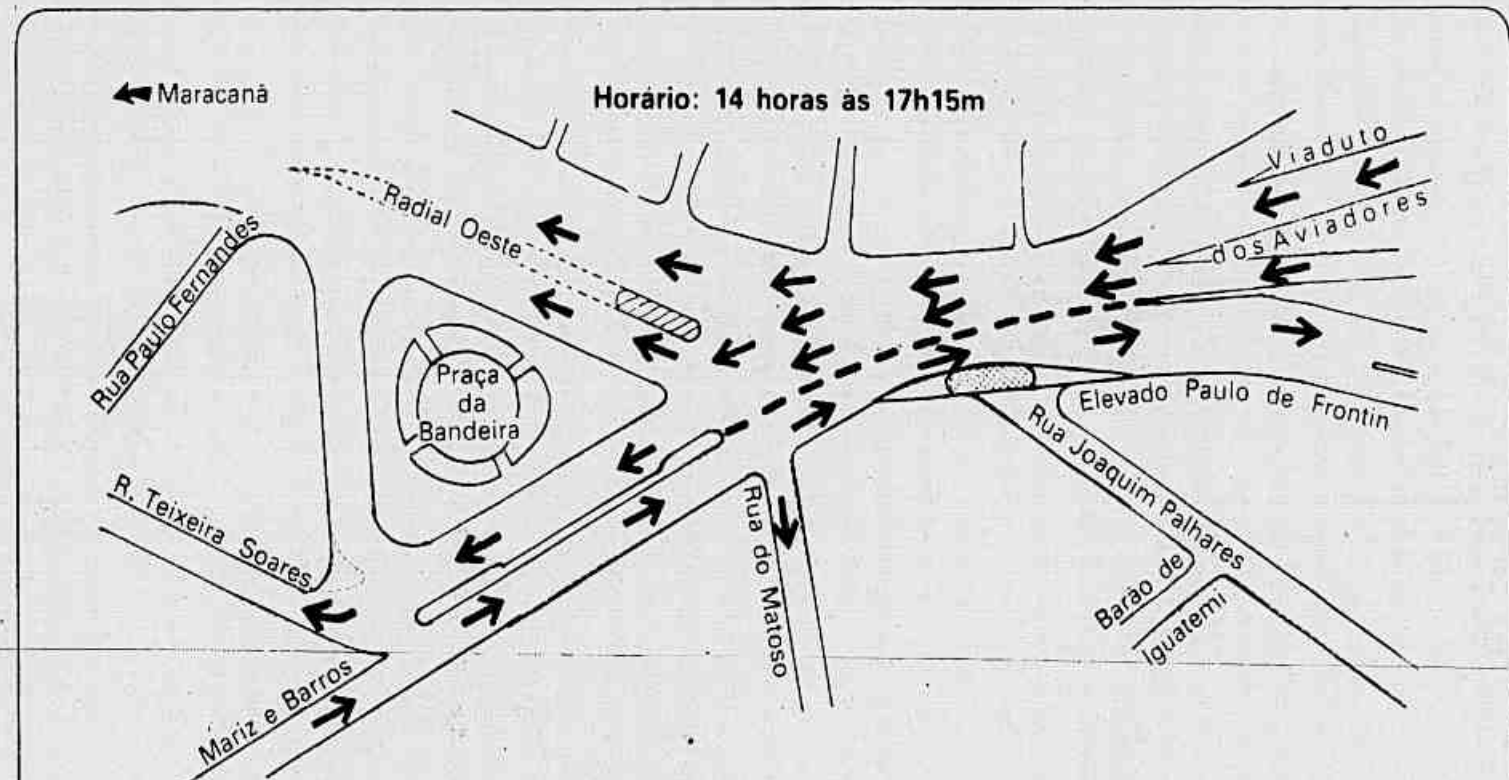 Maracanã
Horário: 14 horas às 17h15m
Viaduto
dos Aviadores
Radial Oeste
Rua Paulo Fernandes
Praça
da
Bandeira
Elevado Paulo de Frontin
Rua Joaquim Palhares
R. Teixeira Soares
Rua do Matoso
Barão de
Iguatemi
Mariz e Barros